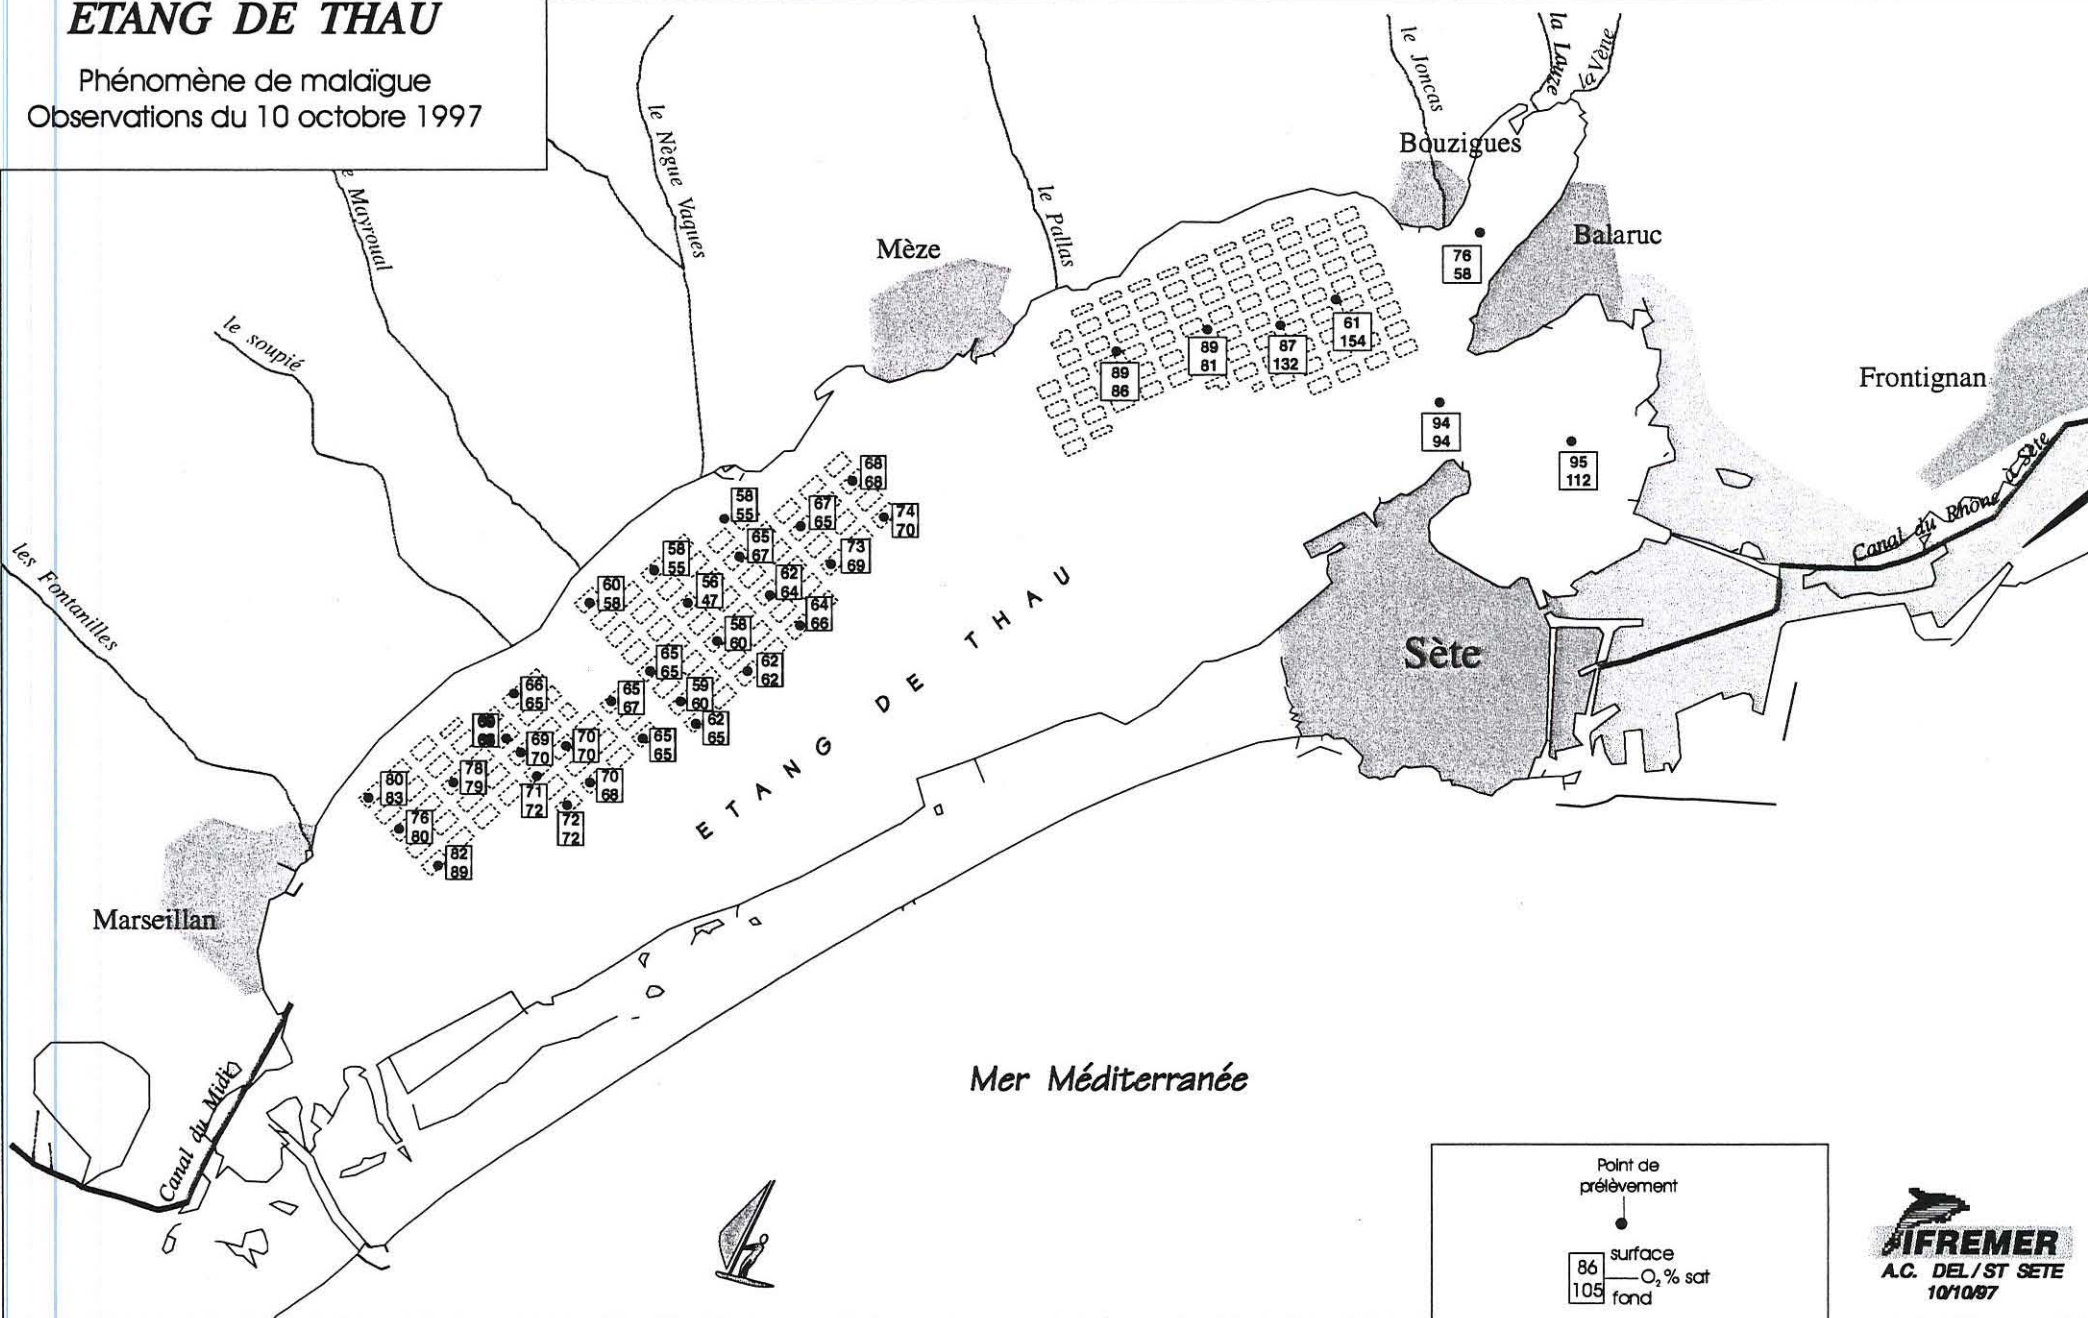 ETANG DE THAU
Phénomène de malaïgue
Observations du 10 octobre 1997
le Joncas
la Lauze
la Vène
le Nègue Vaques
Mayroual
le Pallas
Bouzigues
Mèze
Balaruc
76
58
le soupié
61
154
89
81
87
132
89
86
Frontignan
94
94
95
112
Canal du Rhône à Sète
68
68
58
55
67
65
74
70
65
67
73
69
58
55
62
64
60
58
56
47
64
66
58
60
les Fontanilles
ETANG DE THAU
Sète
65
65
62
62
66
65
65
67
59
60
62
65
69
70
70
70
65
65
78
79
70
68
80
83
71
72
76
80
72
72
82
89
Marseillan
Canal du Midi
Mer Méditerranée
Point de
prélèvement
surface
86
O₂ % sat
105
fond
IFREMER
A.C. DEL/ST SETE
10/10/97